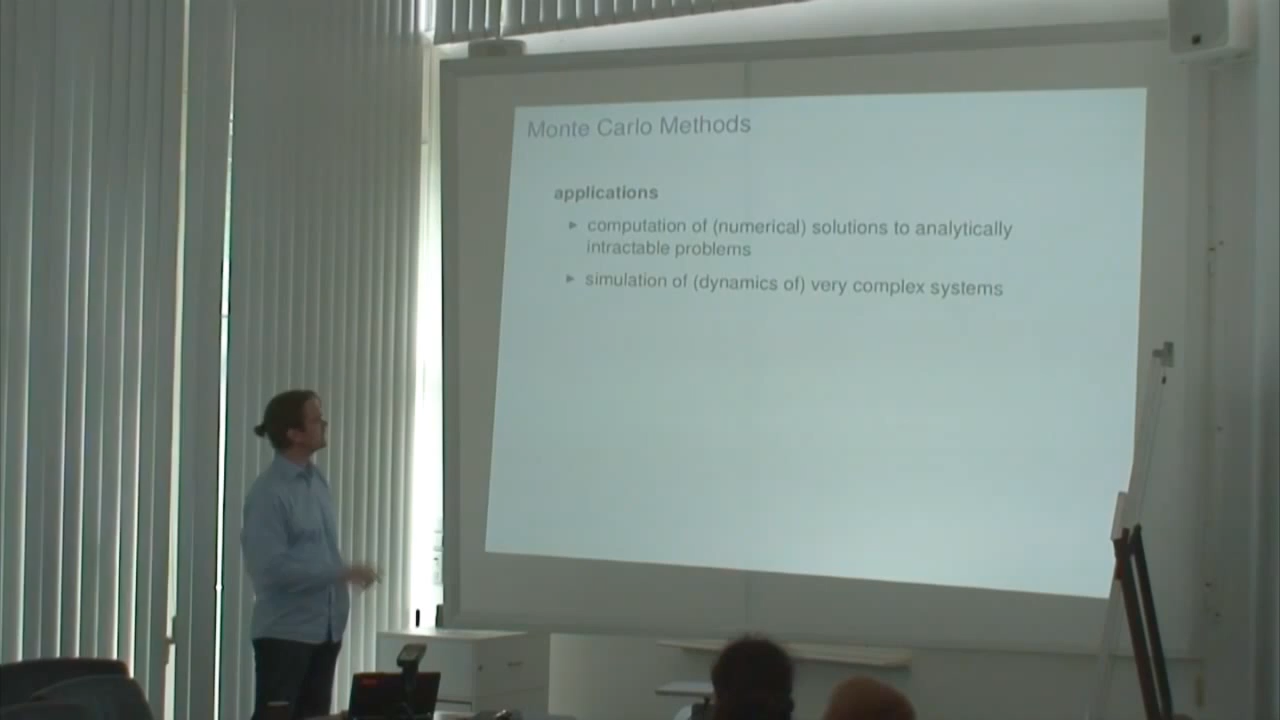 Monte Carlo Methods
applications
▸ computation of (numerical) solutions to analytically
intractable problems
▸ simulation of (dynamics of) very complex systems